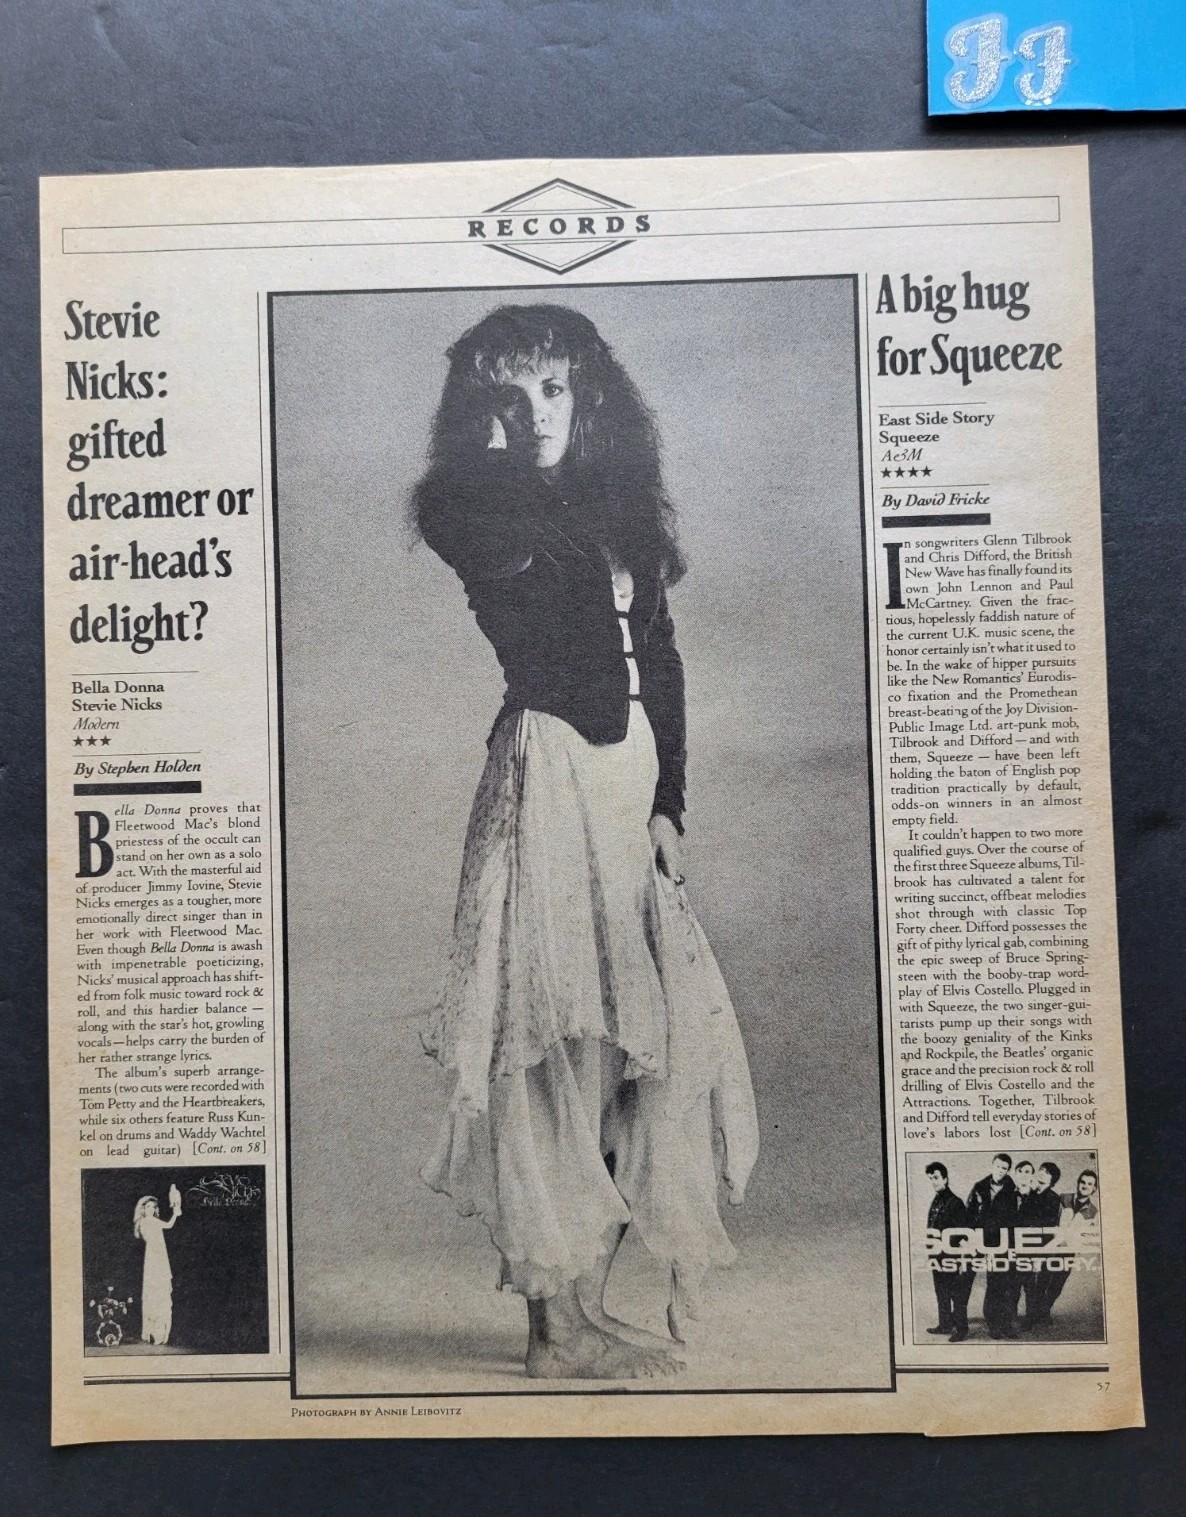 JJ
RECORDS
Stevie
Nicks:
gifted
dreamer or
air-head's
delight?
Bella Donna
Stevie Nicks
Modern
★★★
By Stephen Holden
Bella Donna proves that
Fleetwood Mac's blond
priestess of the occult can
stand on her own as a solo
act. With the masterful aid
of producer Jimmy Iovine, Stevie
Nicks emerges as a tougher, more
emotionally direct singer than in
her work with Fleetwood Mac.
Even though Bella Donna is awash
with impenetrable poeticizing,
Nicks' musical approach has shift-
ed from folk music toward rock &
roll, and this hardier balance —
along with the star's hot, growling
vocals—helps carry the burden of
her rather strange lyrics.
The album's superb arrange-
ments (two cuts were recorded with
Tom Petty and the Heartbreakers,
while six others feature Russ Kun-
kel on drums and Waddy Wachtel
on lead guitar) [Cont. on 58]
Stevie
Nicks
Bella Donna
PHOTOGRAPH BY ANNIE LEIBOVITZ
A big hug
for Squeeze
East Side Story
Squeeze
A&M
★★★★
By David Fricke
In songwriters Glenn Tilbrook
and Chris Difford, the British
New Wave has finally found its
own John Lennon and Paul
McCartney. Given the frac-
tious, hopelessly faddish nature of
the current U.K. music scene, the
honor certainly isn't what it used to
be. In the wake of hipper pursuits
like the New Romantics' Eurodis-
co fixation and the Promethean
breast-beating of the Joy Division-
Public Image Ltd. art-punk mob,
Tilbrook and Difford — and with
them, Squeeze — have been left
holding the baton of English pop
tradition practically by default,
odds-on winners in an almost
empty field.
It couldn't happen to two more
qualified guys. Over the course of
the first three Squeeze albums, Til-
brook has cultivated a talent for
writing succinct, offbeat melodies
shot through with classic Top
Forty cheer. Difford possesses the
gift of pithy lyrical gab, combining
the epic sweep of Bruce Spring-
steen with the booby-trap word-
play of Elvis Costello. Plugged in
with Squeeze, the two singer-gui-
tarists pump up their songs with
the boozy geniality of the Kinks
and Rockpile, the Beatles' organic
grace and the precision rock & roll
drilling of Elvis Costello and the
Attractions. Together, Tilbrook
and Difford tell everyday stories of
love's labors lost [Cont. on 58]
SQUEEZE
EASTSIDESTORY.
57